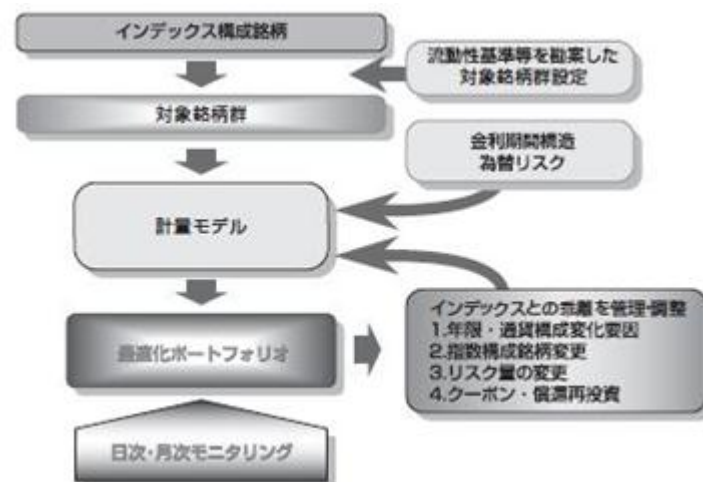 インデックス構成銘柄
流動性基準等を勘案した
対象銘柄群設定
対象銘柄群
金利期間構造
為替リスク
計量モデル
インデックスとの乖離を管理・調整
1.年限・通貨構成変化要因
2.指数構成銘柄変更
3.リスク量の変更
4.クーポン・償還再投資
最適化ポートフォリオ
日次・月次モニタリング